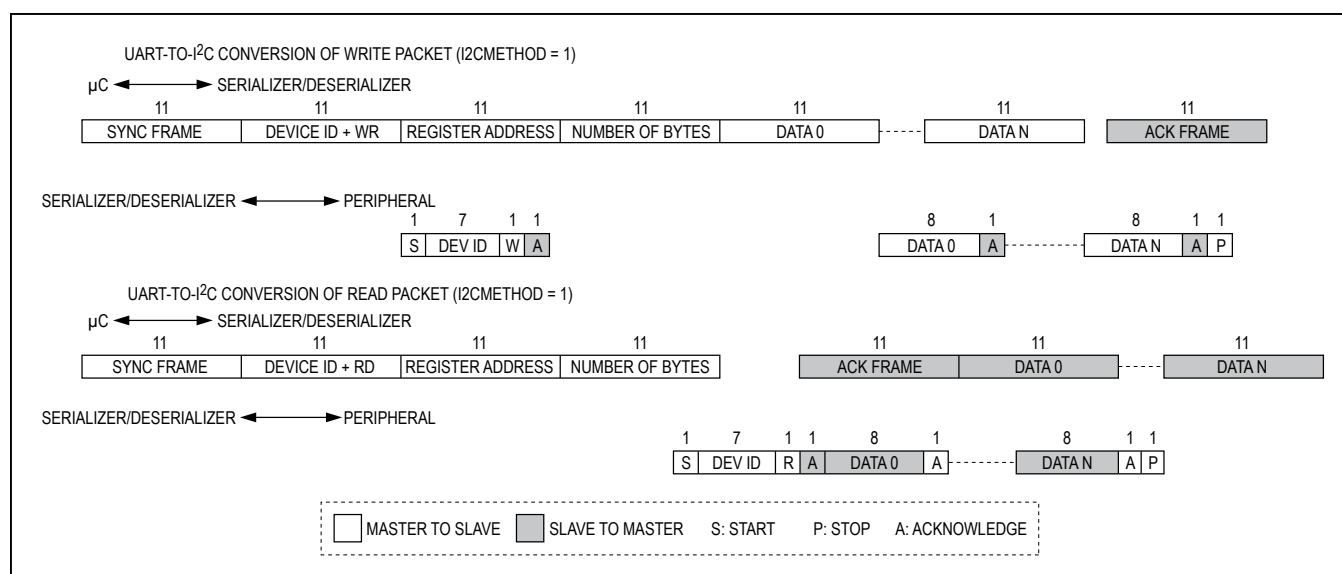 UART-TO-I2C CONVERSION OF WRITE PACKET (I2CMETHOD = 1)
µC SERIALIZER/DESERIALIZER
11 11 11 11 11 11 11
SYNC FRAME DEVICE ID + WR REGISTER ADDRESS NUMBER OF BYTES DATA 0 DATA N ACK FRAME
SERIALIZER/DESERIALIZER PERIPHERAL
1 7 1 1 8 1 8 1 1
S DEV ID W A DATA 0 A DATA N A P
UART-TO-I2C CONVERSION OF READ PACKET (I2CMETHOD = 1)
µC SERIALIZER/DESERIALIZER
11 11 11 11 11 11 11
SYNC FRAME DEVICE ID + RD REGISTER ADDRESS NUMBER OF BYTES ACK FRAME DATA 0 DATA N
SERIALIZER/DESERIALIZER PERIPHERAL
1 7 1 1 8 1 8 1 1
S DEV ID R A DATA 0 A DATA N A P
MASTER TO SLAVE SLAVE TO MASTER S: START P: STOP A: ACKNOWLEDGE